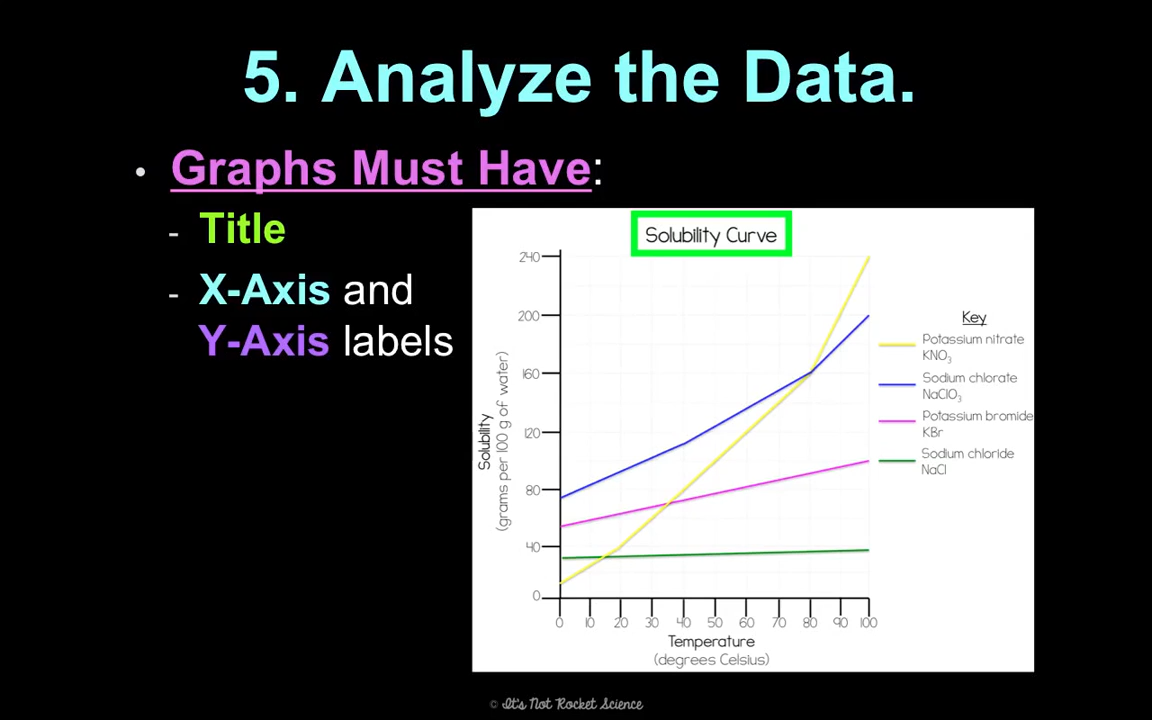 5. Analyze the Data.
• Graphs Must Have:
- Title
- X-Axis and
Y-Axis labels
Solubility Curve
240
200
160
120
80
40
0
Solubility
(grams per 100 g of water)
0 10 20 30 40 50 60 70 80 90 100
Temperature
(degrees Celsius)
Key
Potassium nitrate
KNO₃
Sodium chlorate
NaClO₃
Potassium bromide
KBr
Sodium chloride
NaCl
© It's Not Rocket Science